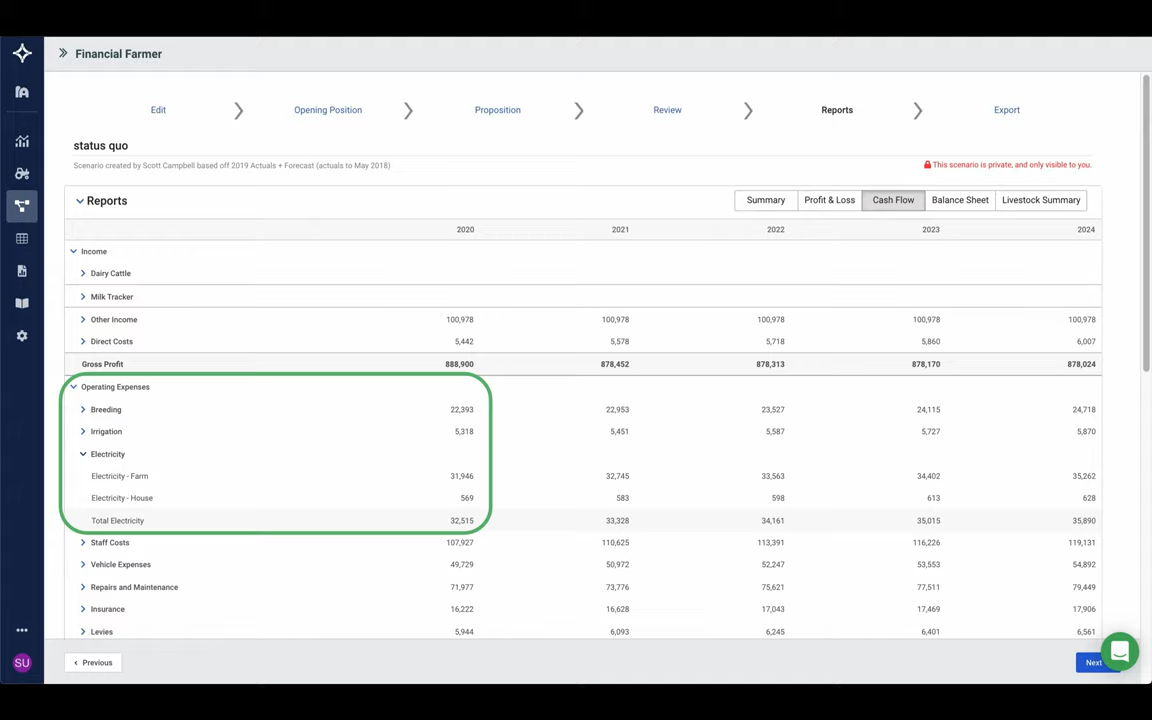 Financial Farmer
Edit Opening Position Proposition Review Reports Export
status quo
Scenario created by Scott Campbell based off 2019 Actuals + Forecast (actuals to May 2018) This scenario is private, and only visible to you.
Reports Summary Profit & Loss Cash Flow Balance Sheet Livestock Summary
2020 2021 2022 2023 2024
Income
Dairy Cattle
Milk Tracker
Other Income 100,978 100,978 100,978 100,978 100,978
Direct Costs 5,442 5,578 5,718 5,860 6,007
Gross Profit 888,900 878,452 878,313 878,170 878,024
Operating Expenses
Breeding 22,393 22,953 23,527 24,115 24,718
Irrigation 5,318 5,451 5,587 5,727 5,870
Electricity
Electricity - Farm 31,946 32,745 33,563 34,402 35,262
Electricity - House 569 583 598 613 628
Total Electricity 32,515 33,328 34,161 35,015 35,890
Staff Costs 107,927 110,625 113,391 116,226 119,131
Vehicle Expenses 49,729 50,972 52,247 53,553 54,892
Repairs and Maintenance 71,977 73,776 75,621 77,511 79,449
Insurance 16,222 16,628 17,043 17,469 17,906
Levies 5,944 6,093 6,245 6,401 6,561
SU Previous Next